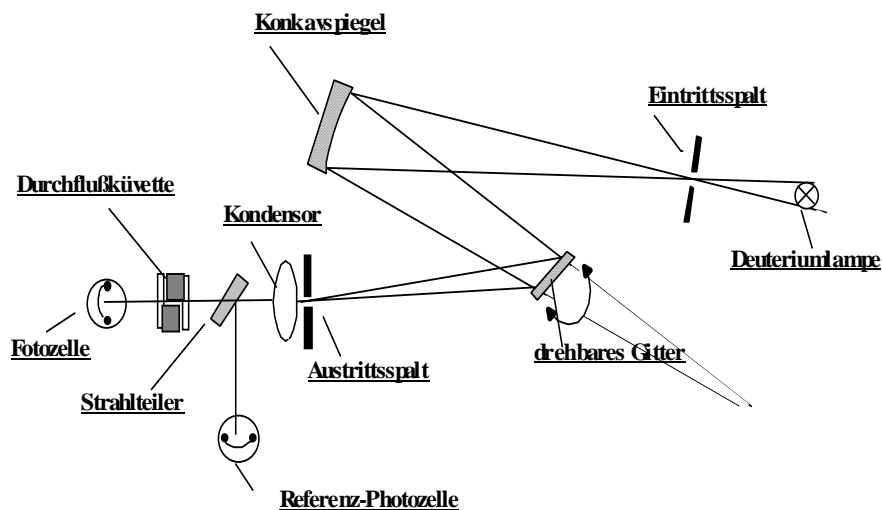 Konkavspiegel
Eintrittsspalt
Durchflußküvette
Kondensor
Deuteriumlampe
Fotozelle
drehbares Gitter
Austrittsspalt
Strahlteiler
Referenz-Photozelle